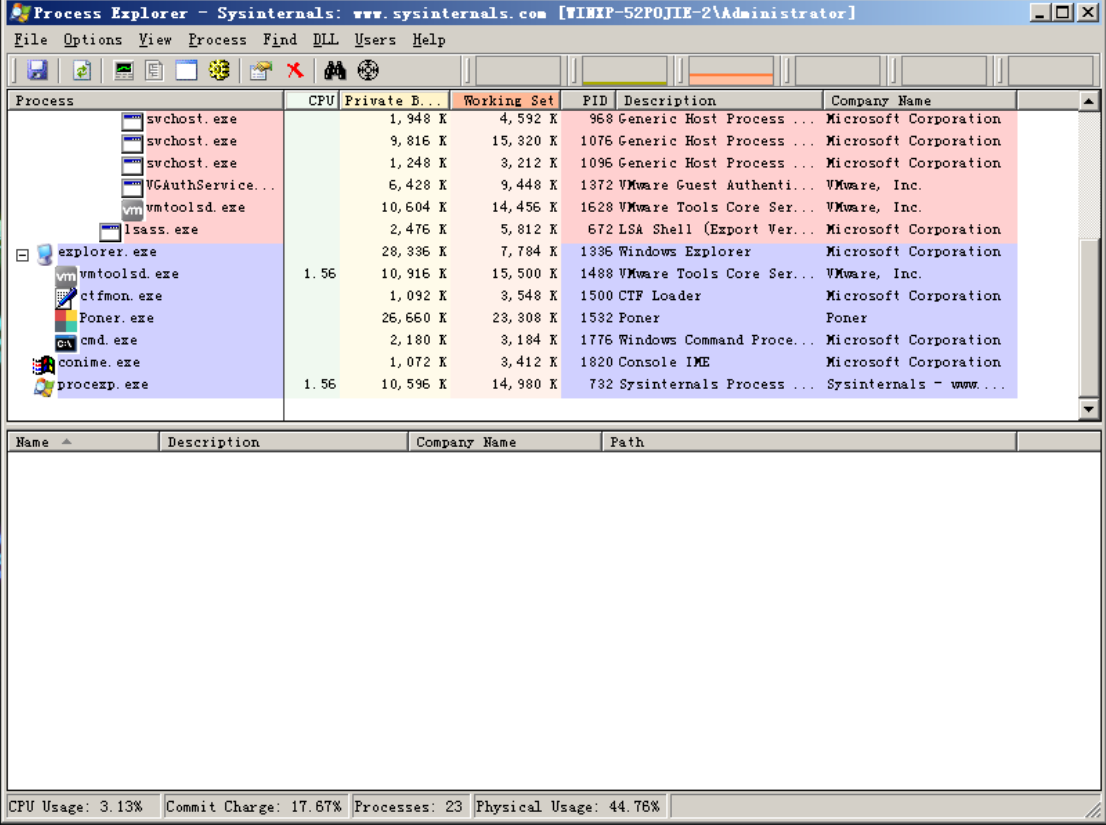 Process Explorer - Sysinternals: www.sysinternals.com [WINXP-52POJIE-2\Administrator]
File Options View Process Find DLL Users Help
Process CPU Private B... Working Set PID Description Company Name
svchost.exe 1,948 K 4,592 K 968 Generic Host Process ... Microsoft Corporation
svchost.exe 9,816 K 15,320 K 1076 Generic Host Process ... Microsoft Corporation
svchost.exe 1,248 K 3,212 K 1096 Generic Host Process ... Microsoft Corporation
VGAuthService... 6,428 K 9,448 K 1372 VMware Guest Authenti... VMware, Inc.
vm vmtoolsd.exe 10,604 K 14,456 K 1628 VMware Tools Core Ser... VMware, Inc.
lsass.exe 2,476 K 5,812 K 672 LSA Shell (Export Ver... Microsoft Corporation
explorer.exe 28,336 K 7,784 K 1336 Windows Explorer Microsoft Corporation
vm vmtoolsd.exe 1.56 10,916 K 15,500 K 1488 VMware Tools Core Ser... VMware, Inc.
ctfmon.exe 1,092 K 3,548 K 1500 CTF Loader Microsoft Corporation
Poner.exe 26,660 K 23,308 K 1532 Poner Poner
C:\ cmd.exe 2,180 K 3,184 K 1776 Windows Command Proce... Microsoft Corporation
conime.exe 1,072 K 3,412 K 1820 Console IME Microsoft Corporation
procexp.exe 1.56 10,596 K 14,980 K 732 Sysinternals Process ... Sysinternals - www....
Name Description Company Name Path
CPU Usage: 3.13% Commit Charge: 17.67% Processes: 23 Physical Usage: 44.76%